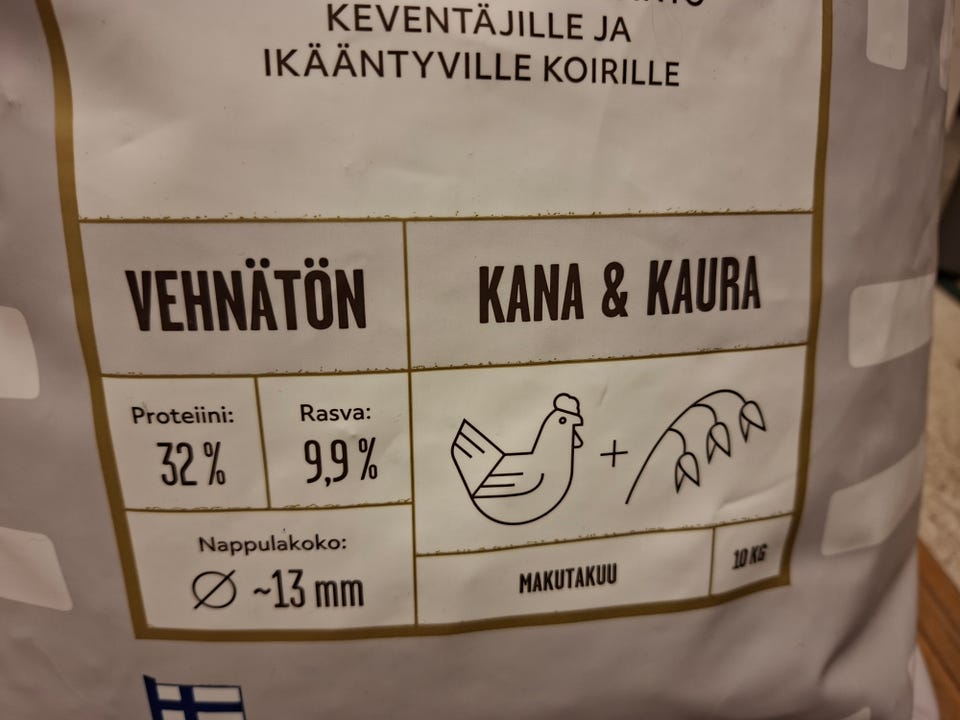 KEVENTÄJILLE JA
IKÄÄNTYVILLE KOIRILLE
VEHNÄTÖN
KANA & KAURA
Proteiini:
32 %
Rasva:
9,9 %
+
Nappulakoko:
Ø ~13 mm
MAKUTAKUU
10 KG